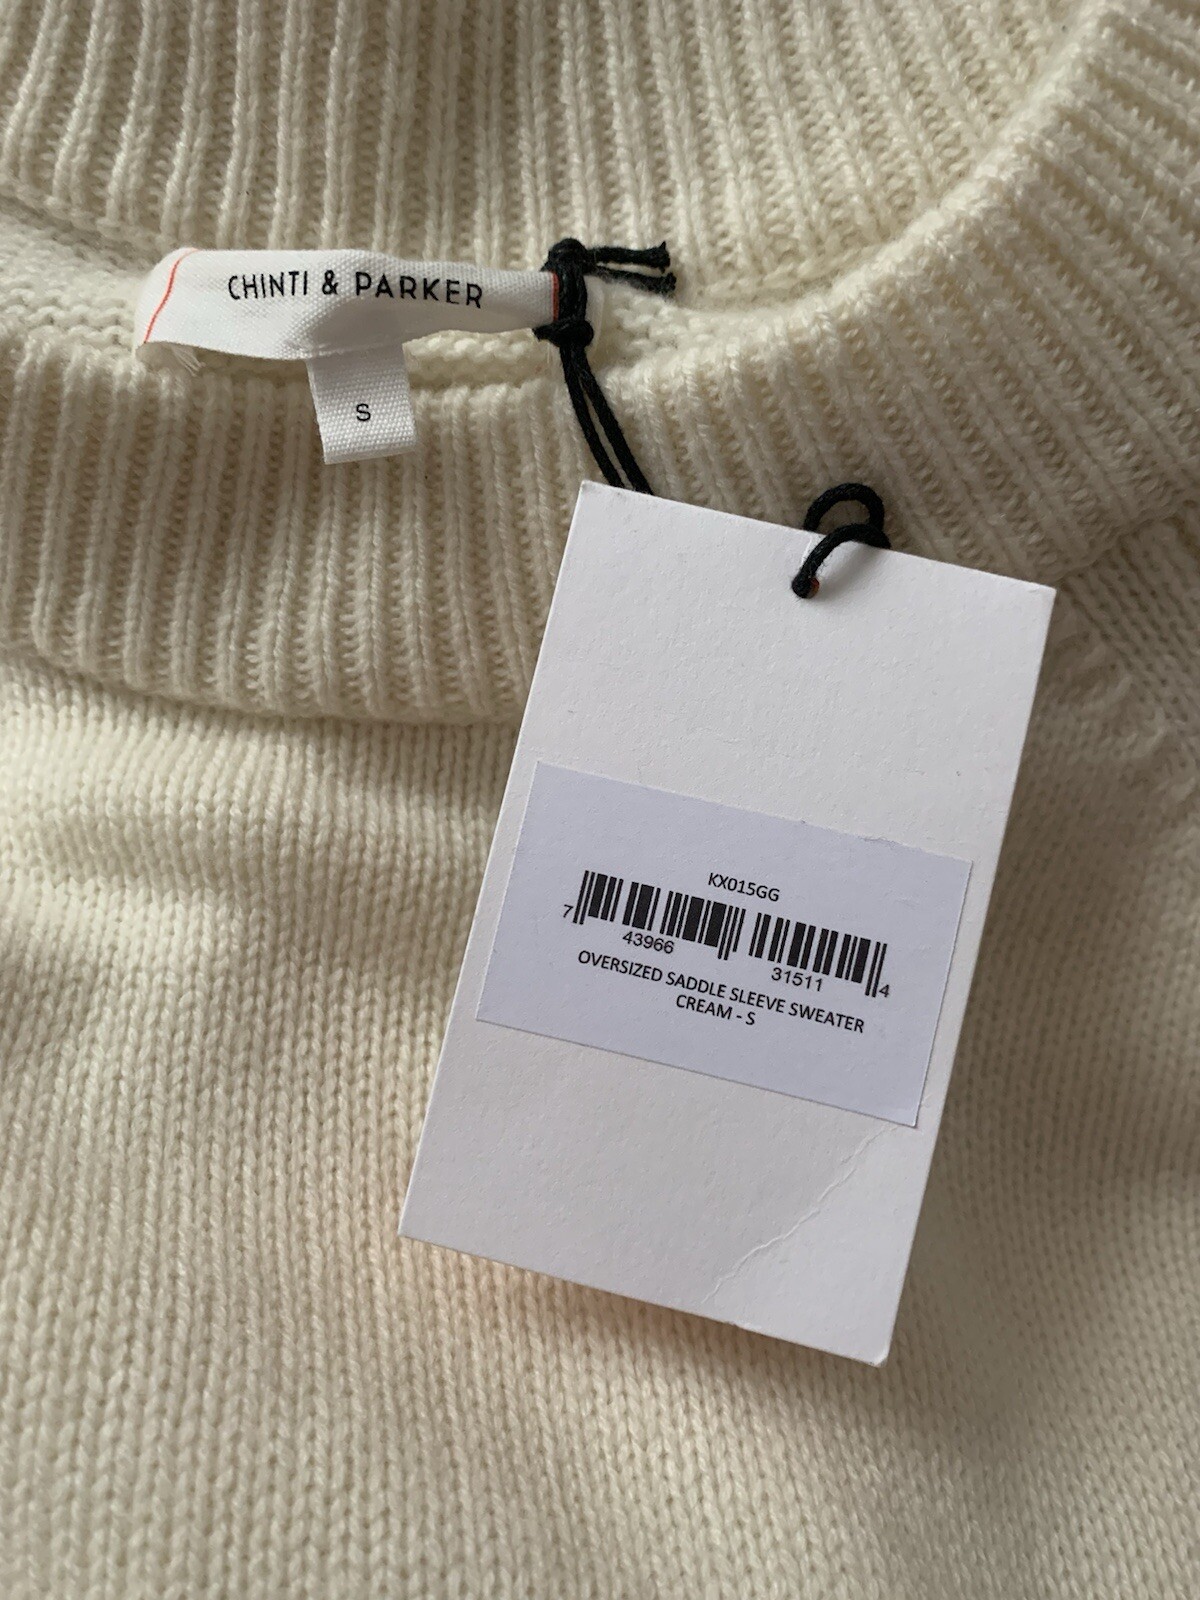 CHINTI & PARKER
S
KX015GG
7 43966 31511 4
OVERSIZED SADDLE SLEEVE SWEATER
CREAM - S